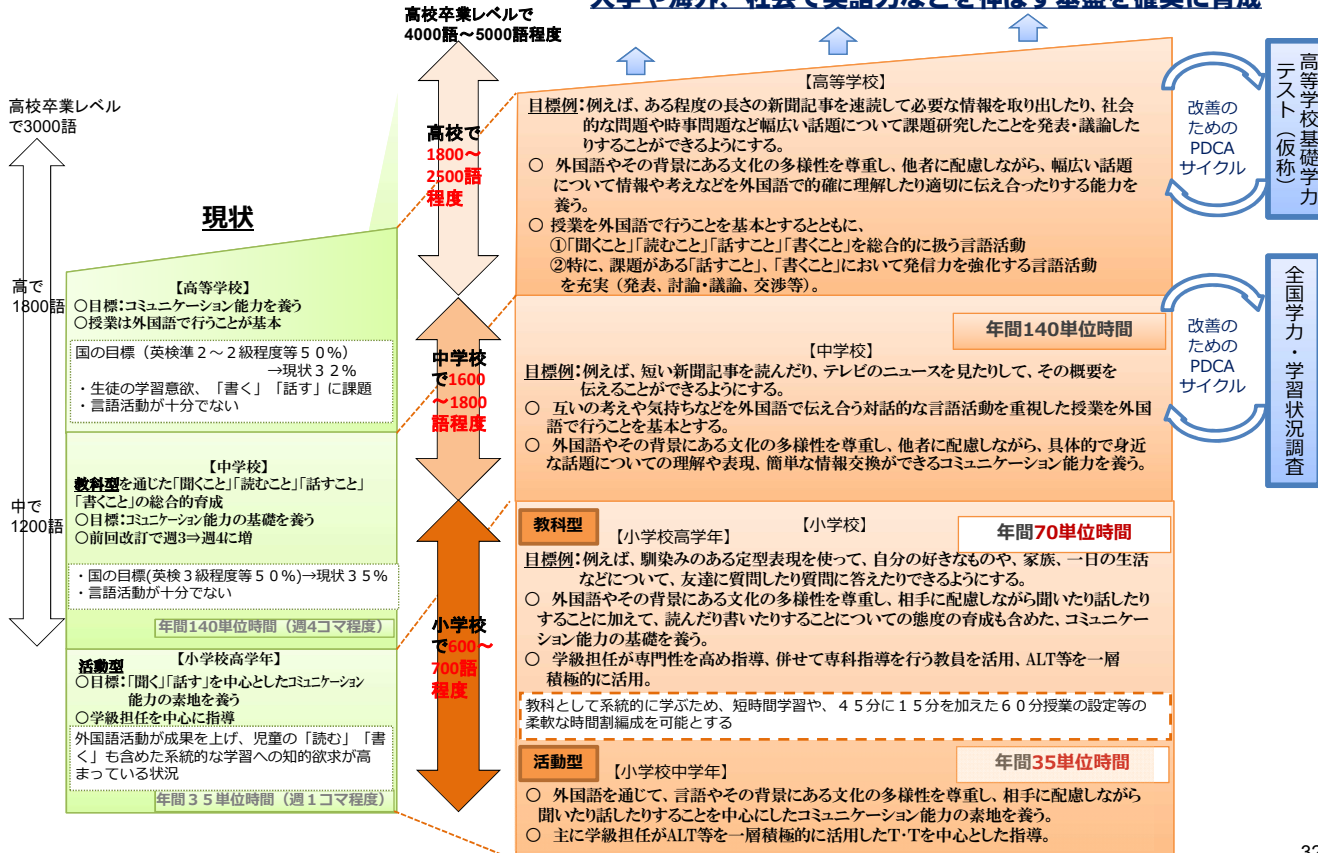 大学や海外、社会で英語力などを伸ばす基盤を確実に育成
高校卒業レベルで
4000語～5000語程度
高校卒業レベル
で3000語
高で
1800語
中で
1200語
現状
【高等学校】
○目標：コミュニケーション能力を養う
○授業は外国語で行うことが基本
国の目標（英検準２～２級程度等５０％）
→現状３２％
・生徒の学習意欲、「書く」「話す」に課題
・言語活動が十分でない
【中学校】
教科型を通じた「聞くこと」「読むこと」「話すこと」
「書くこと」の総合的育成
○目標：コミュニケーション能力の基礎を養う
○前回改訂で週3⇒週4に増
・国の目標(英検３級程度等５０％)→現状３５％
・言語活動が十分でない
年間140単位時間（週4コマ程度）
【小学校高学年】
活動型
○目標：「聞く」「話す」を中心としたコミュニケーション
能力の素地を養う
○学級担任を中心に指導
外国語活動が成果を上げ、児童の「読む」「書
く」も含めた系統的な学習への知的欲求が高
まっている状況
年間３５単位時間（週１コマ程度）
高校で
1800～
2500語
程度
中学校
で1600
～1800
語程度
小学校
で600～
700語
程度
【高等学校】
目標例：例えば、ある程度の長さの新聞記事を速読して必要な情報を取り出したり、社会
的な問題や時事問題など幅広い話題について課題研究したことを発表・議論した
りすることができるようにする。
○ 外国語やその背景にある文化の多様性を尊重し、他者に配慮しながら、幅広い話題
について情報や考えなどを外国語で的確に理解したり適切に伝え合ったりする能力を
養う。
○ 授業を外国語で行うことを基本とするとともに、
①「聞くこと」「読むこと」「話すこと」「書くこと」を総合的に扱う言語活動
②特に、課題がある「話すこと」、「書くこと」において発信力を強化する言語活動
を充実（発表、討論・議論、交渉等）。
年間140単位時間
【中学校】
目標例：例えば、短い新聞記事を読んだり、テレビのニュースを見たりして、その概要を
伝えることができるようにする。
○ 互いの考えや気持ちなどを外国語で伝え合う対話的な言語活動を重視した授業を外国
語で行うことを基本とする。
○ 外国語やその背景にある文化の多様性を尊重し、他者に配慮しながら、具体的で身近
な話題についての理解や表現、簡単な情報交換ができるコミュニケーション能力を養う。
教科型
【小学校高学年】
【小学校】
年間70単位時間
目標例：例えば、馴染みのある定型表現を使って、自分の好きなものや、家族、一日の生活
などについて、友達に質問したり質問に答えたりできるようにする。
○ 外国語やその背景にある文化の多様性を尊重し、相手に配慮しながら聞いたり話したり
することに加えて、読んだり書いたりすることについての態度の育成も含めた、コミュニケー
ション能力の基礎を養う。
○ 学級担任が専門性を高め指導、併せて専科指導を行う教員を活用、ALT等を一層
積極的に活用。
教科として系統的に学ぶため、短時間学習や、４５分に１５分を加えた６０分授業の設定等の
柔軟な時間割編成を可能とする
活動型
【小学校中学年】
年間35単位時間
○ 外国語を通じて、言語やその背景にある文化の多様性を尊重し、相手に配慮しながら
聞いたり話したりすることを中心にしたコミュニケーション能力の素地を養う。
○ 主に学級担任がALT等を一層積極的に活用したT・Tを中心とした指導。
改善の
ための
PDCA
サイクル
高等学校基礎学力
テスト（仮称）
改善の
ための
PDCA
サイクル
全国学力・学習状況調査
32